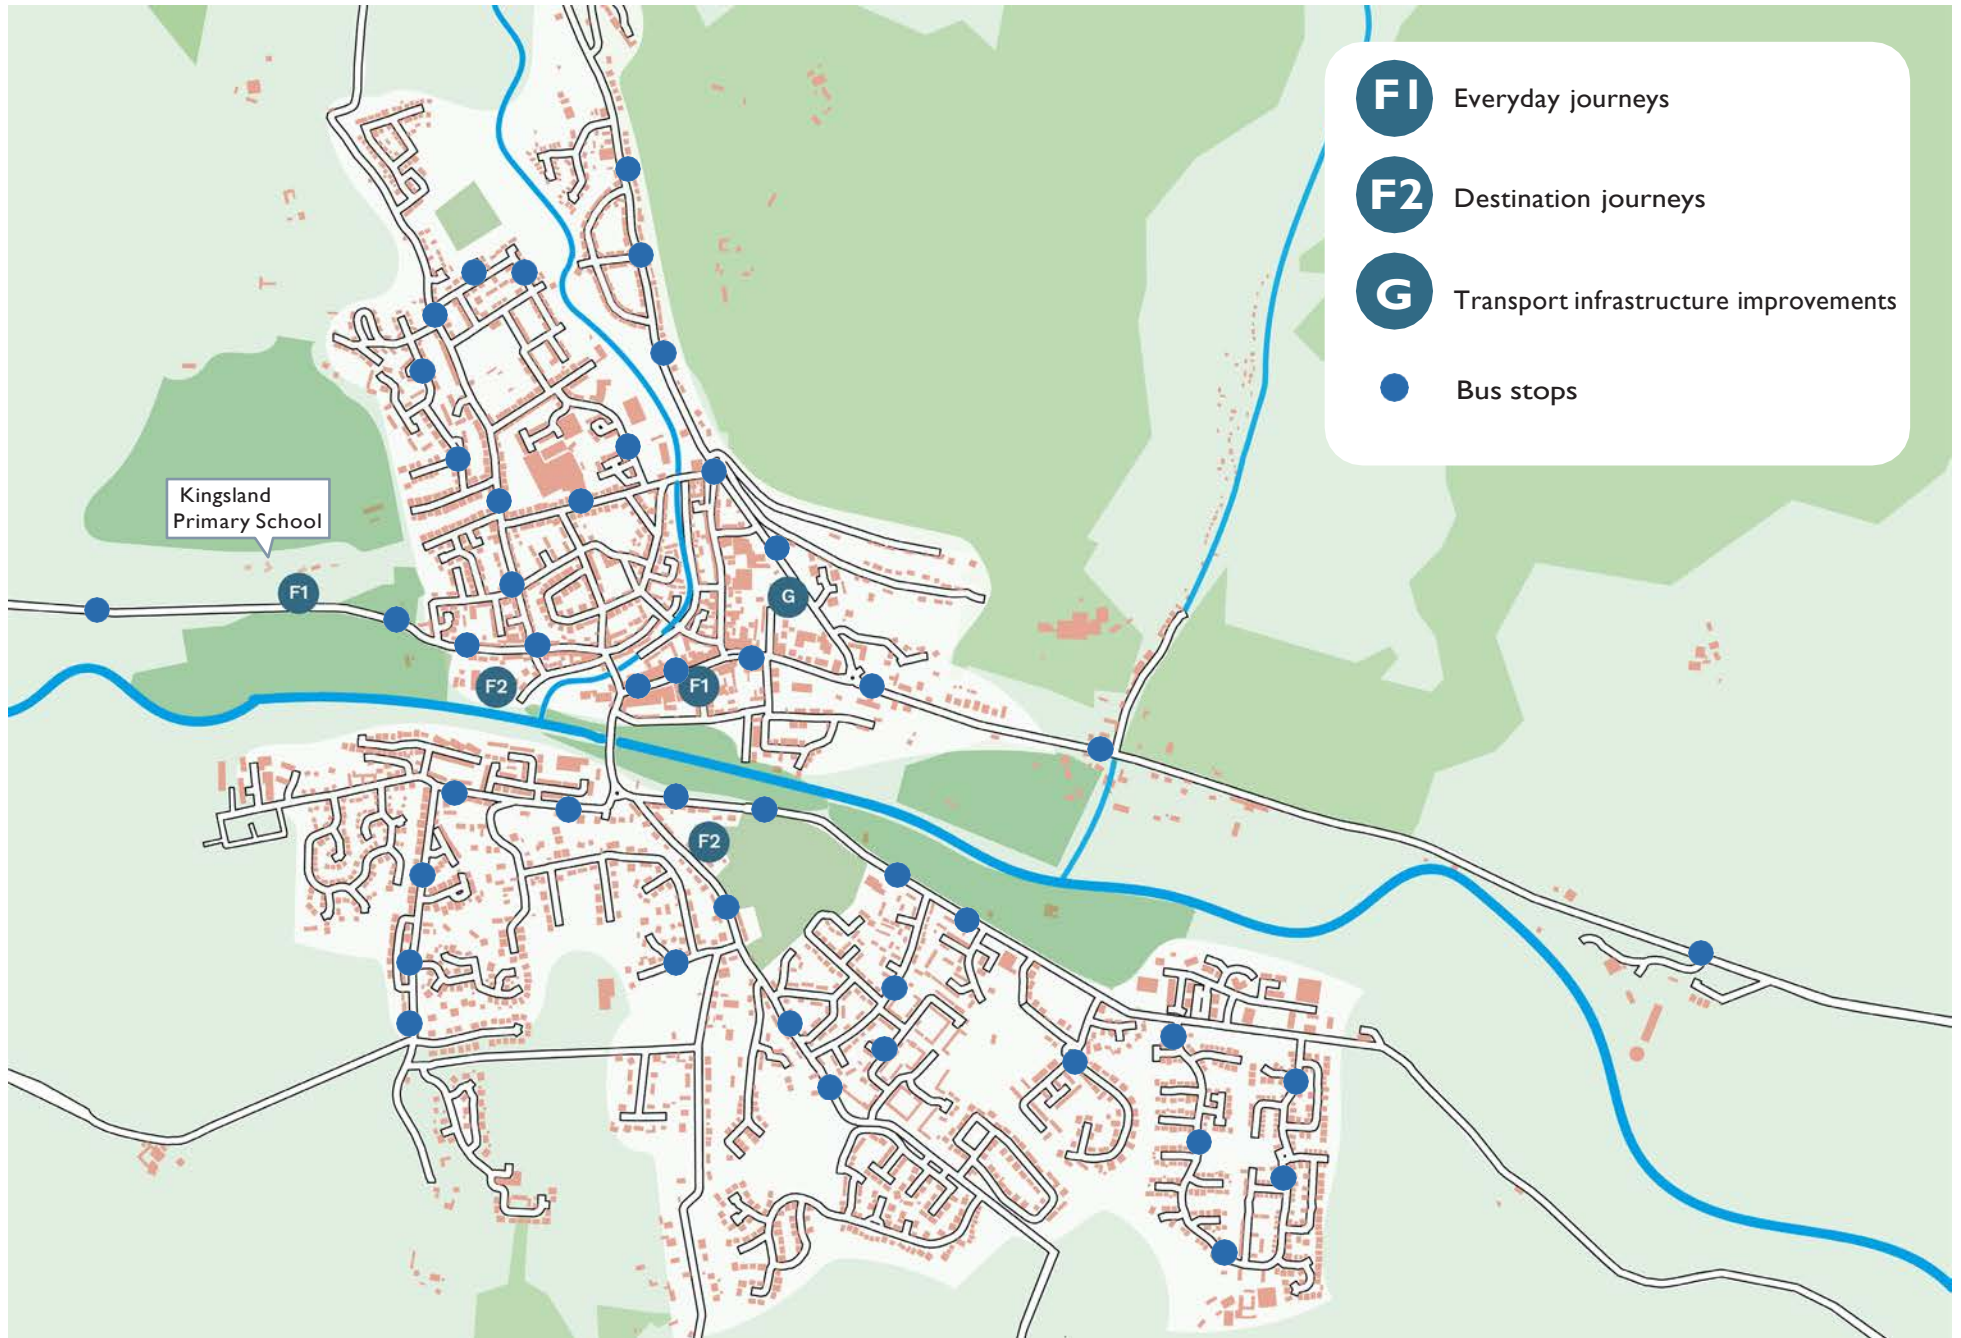 F1 Everyday journeys
F2 Destination journeys
G Transport infrastructure improvements
Bus stops
Kingsland
Primary School
F1
G
F2
F1
F2